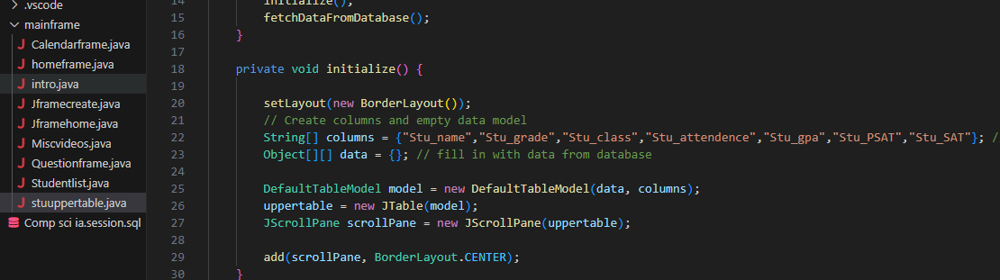 .vscode
mainframe
Calendarframe.java
homeframe.java
intro.java
Jframecreate.java
Jframehome.java
Miscvideos.java
Questionframe.java
Studentlist.java
stuuppertable.java
Comp sci ia.session.sql
14 initialize();
15 fetchDataFromDatabase();
16 }
17
18 private void initialize() {
19
20 setLayout(new BorderLayout());
21 // Create columns and empty data model
22 String[] columns = {"Stu_name","Stu_grade","Stu_class","Stu_attendence","Stu_gpa","Stu_PSAT","Stu_SAT"}; //
23 Object[][] data = {}; // fill in with data from database
24
25 DefaultTableModel model = new DefaultTableModel(data, columns);
26 uppertable = new JTable(model);
27 JScrollPane scrollPane = new JScrollPane(uppertable);
28
29 add(scrollPane, BorderLayout.CENTER);
30 }